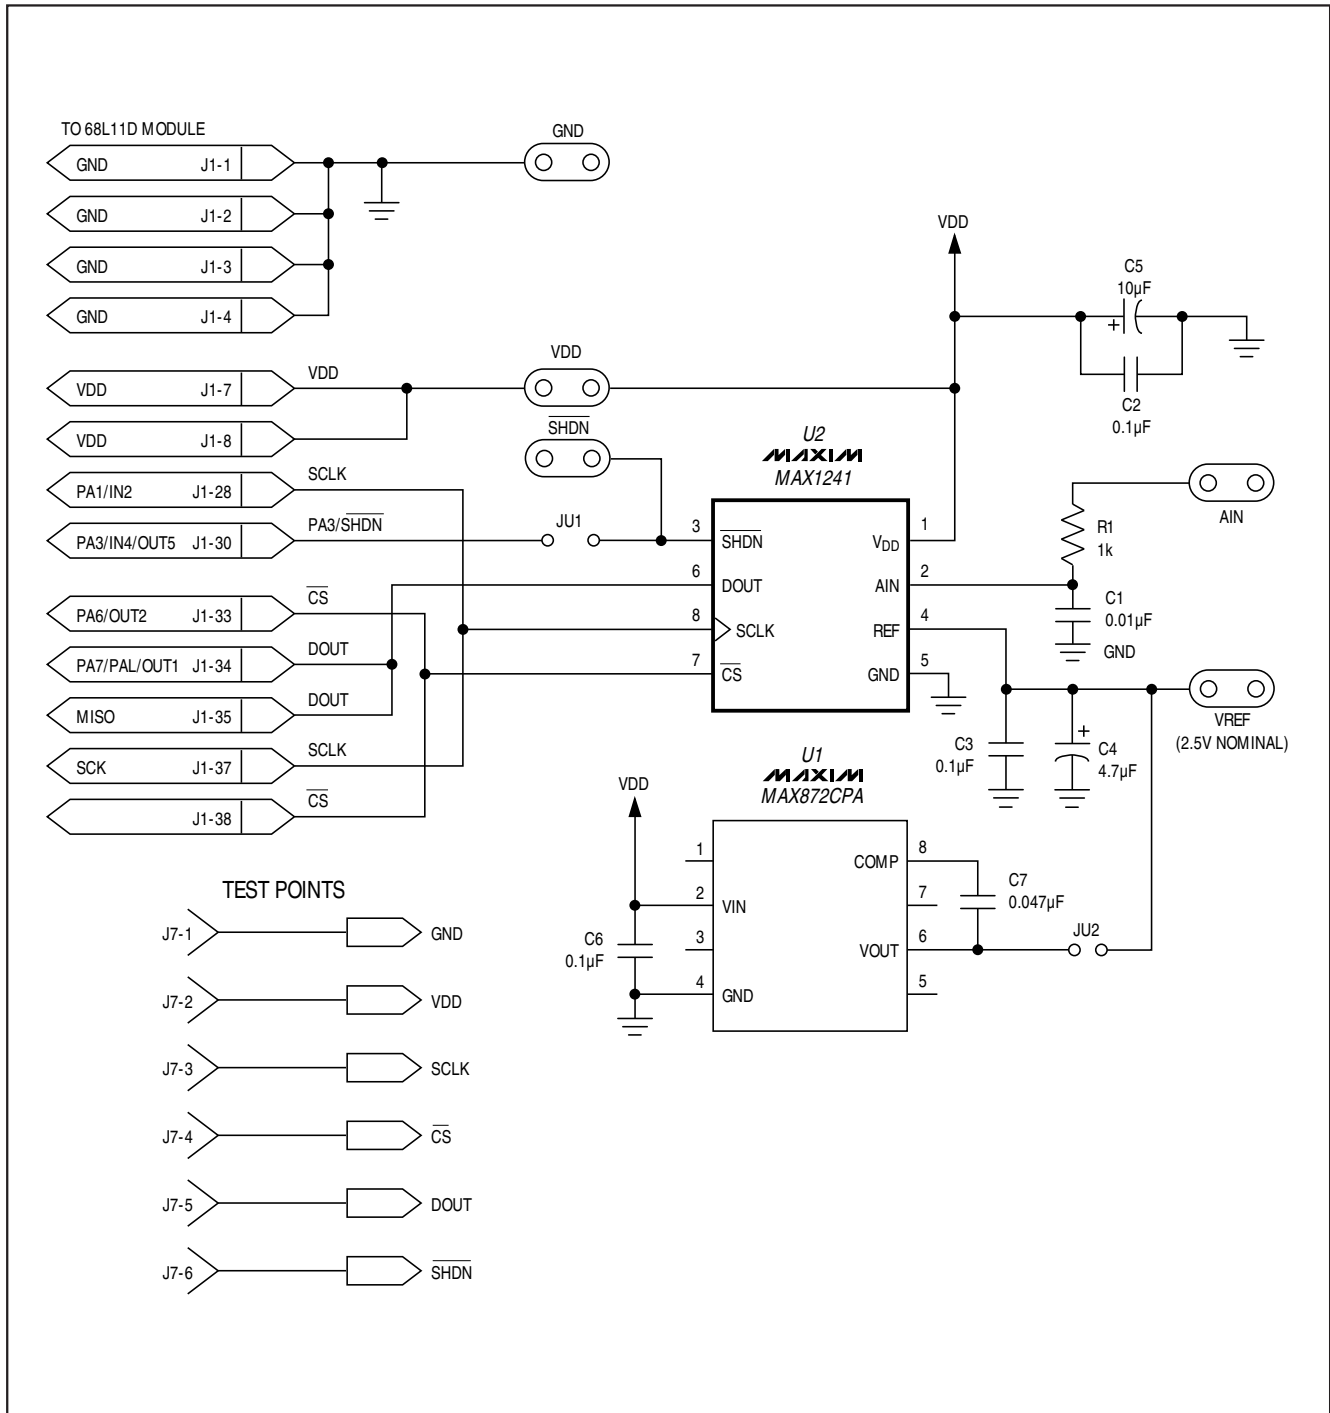 TO 68L11D MODULE
GND J1-1
GND J1-2
GND J1-3
GND J1-4
VDD J1-7
VDD J1-8
PA1/IN2 J1-28
PA3/IN4/OUT5 J1-30
PA6/OUT2 J1-33
PA7/PAL/OUT1 J1-34
MISO J1-35
SCK J1-37
J1-38
VDD
SCLK
PA3/SHDN
CS
DOUT
DOUT
SCLK
CS
GND
VDD
SHDN
JU1
U2
MAXIM
MAX1241
3 SHDN
6 DOUT
8 SCLK
7 CS
VDD 1
AIN 2
REF 4
GND 5
VDD
C5
10µF
+
C2
0.1µF
AIN
R1
1k
C1
0.01µF
GND
VREF
(2.5V NOMINAL)
C3
0.1µF
+
C4
4.7µF
U1
MAXIM
MAX872CPA
VDD
1
2 VIN
3
4 GND
COMP 8
7
VOUT 6
5
C6
0.1µF
C7
0.047µF
JU2
TEST POINTS
J7-1 GND
J7-2 VDD
J7-3 SCLK
J7-4 CS
J7-5 DOUT
J7-6 SHDN